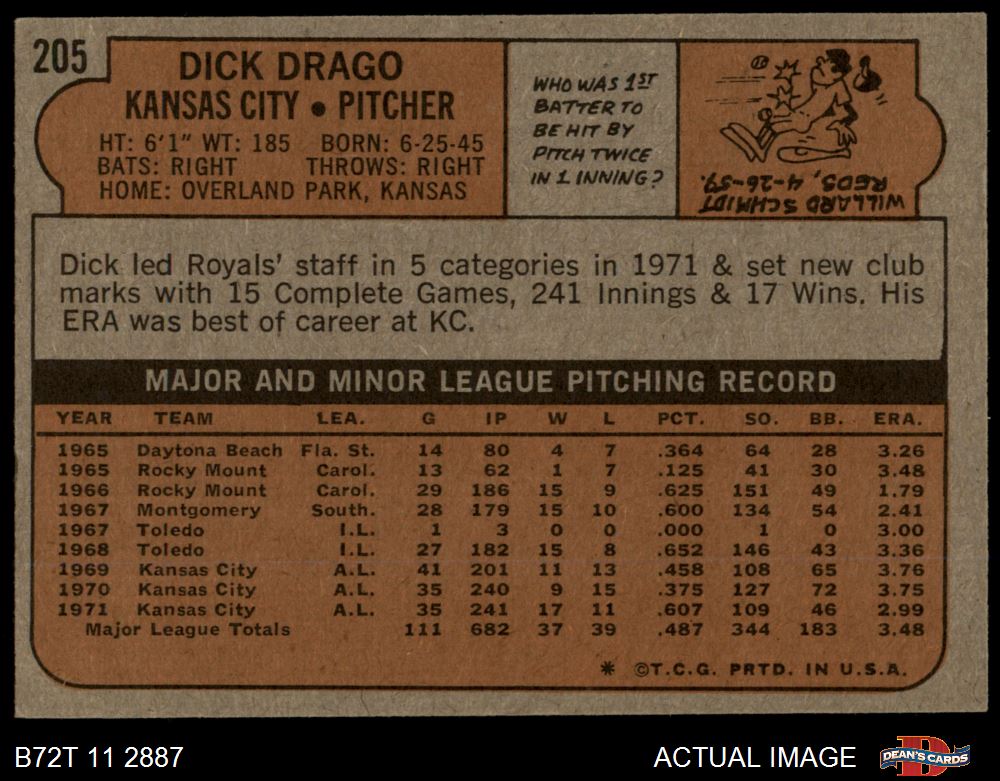 205
DICK DRAGO
KANSAS CITY • PITCHER
HT: 6'1" WT: 185 BORN: 6-25-45
BATS: RIGHT THROWS: RIGHT
HOME: OVERLAND PARK, KANSAS
WHO WAS 1ST
BATTER TO
BE HIT BY
PITCH TWICE
IN 1 INNING?
WILLARD SCHMIDT
REDS, 4-26-59.
Dick led Royals' staff in 5 categories in 1971 & set new club
marks with 15 Complete Games, 241 Innings & 17 Wins. His
ERA was best of career at KC.
MAJOR AND MINOR LEAGUE PITCHING RECORD
YEAR TEAM LEA. G IP W L PCT. SO. BB. ERA.
1965 Daytona Beach Fla. St. 14 80 4 7 .364 64 28 3.26
1965 Rocky Mount Carol. 13 62 1 7 .125 41 30 3.48
1966 Rocky Mount Carol. 29 186 15 9 .625 151 49 1.79
1967 Montgomery South. 28 179 15 10 .600 134 54 2.41
1967 Toledo I.L. 1 3 0 0 .000 1 0 3.00
1968 Toledo I.L. 27 182 15 8 .652 146 43 3.36
1969 Kansas City A.L. 41 201 11 13 .458 108 65 3.76
1970 Kansas City A.L. 35 240 9 15 .375 127 72 3.75
1971 Kansas City A.L. 35 241 17 11 .607 109 46 2.99
Major League Totals 111 682 37 39 .487 344 183 3.48
* ©T.C.G. PRTD. IN U.S.A.
B72T 11 2887
ACTUAL IMAGE
DEAN'S CARDS